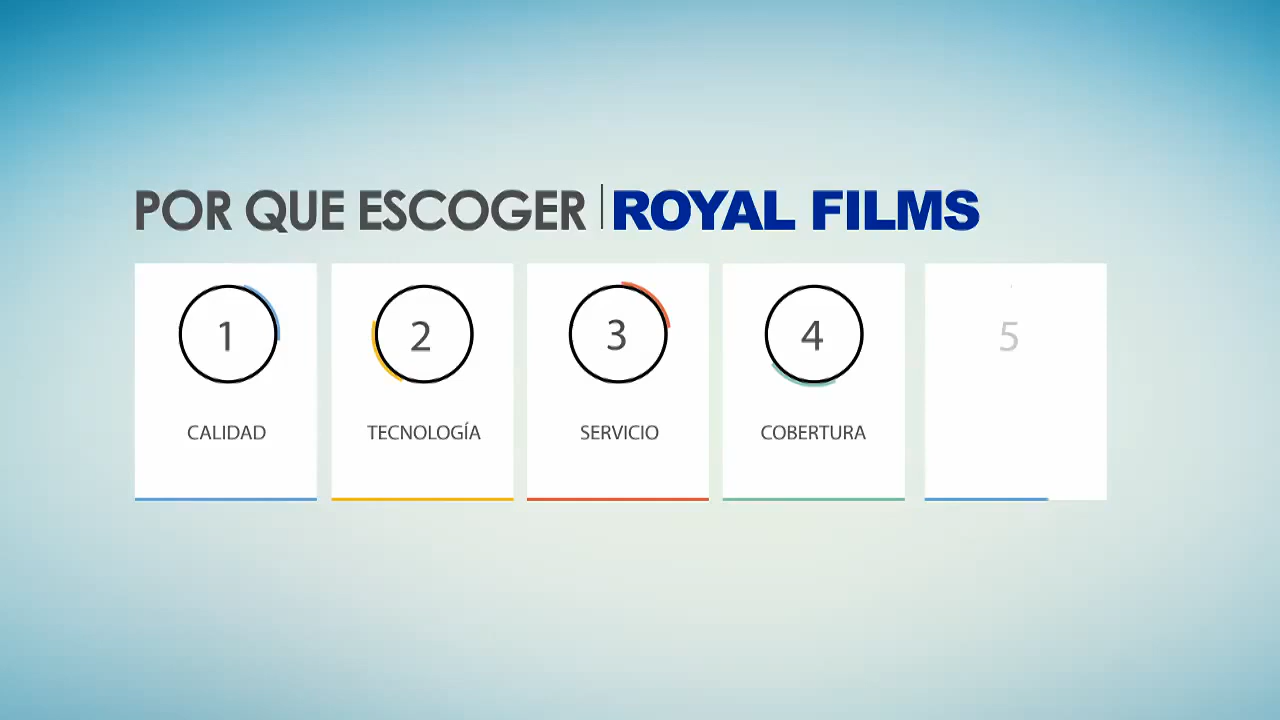 POR QUE ESCOGER ROYAL FILMS
1 2 3 4 5
CALIDAD TECNOLOGÍA SERVICIO COBERTURA